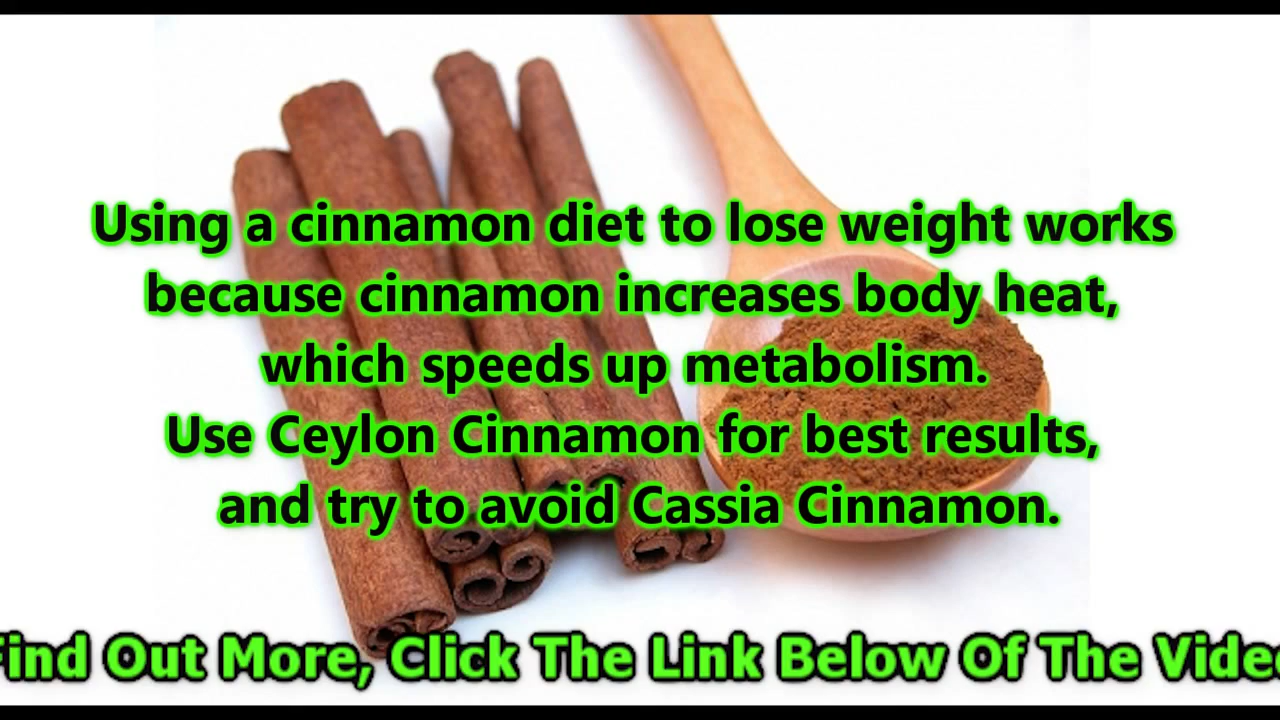 Using a cinnamon diet to lose weight works
because cinnamon increases body heat,
which speeds up metabolism.
Use Ceylon Cinnamon for best results,
and try to avoid Cassia Cinnamon.
Find Out More, Click The Link Below Of The Video